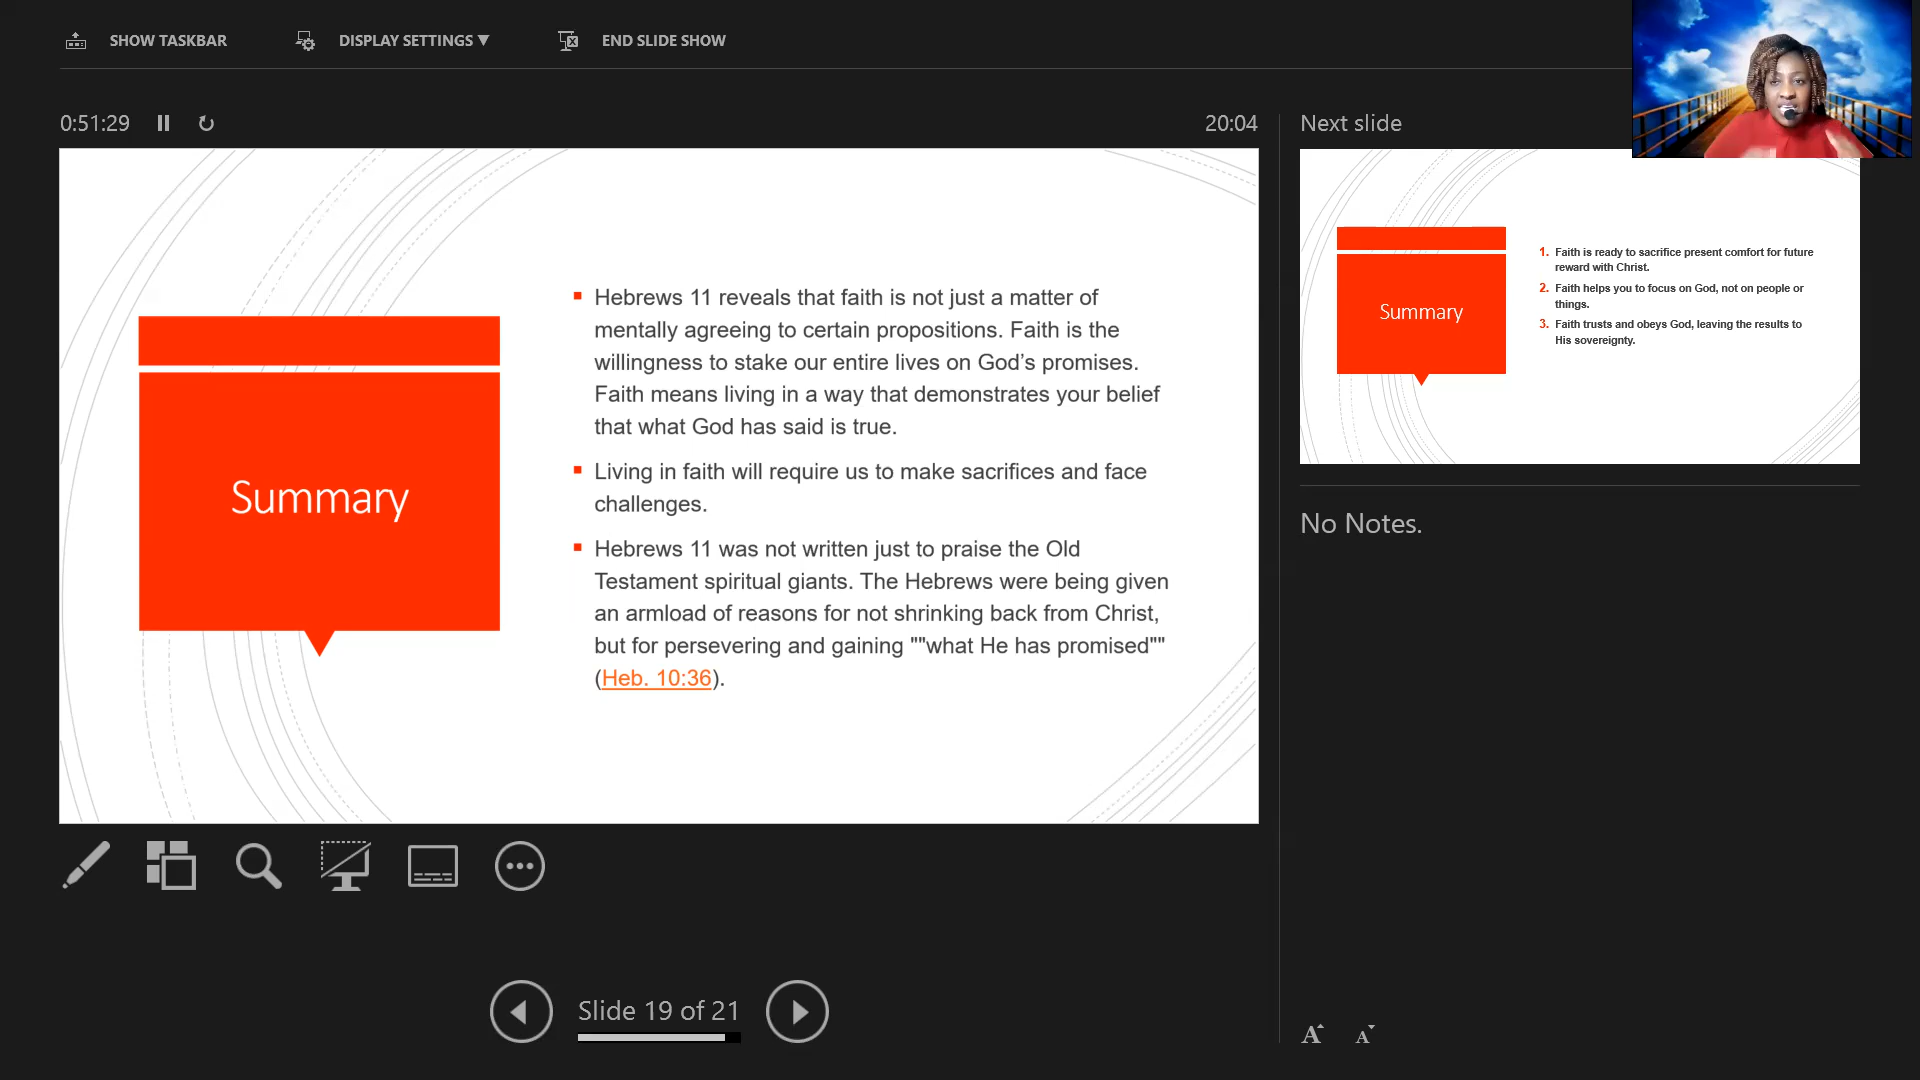 SHOW TASKBAR
DISPLAY SETTINGS ▼
END SLIDE SHOW
0:51:29
20:04
Next slide
Summary
▪ Hebrews 11 reveals that faith is not just a matter of
mentally agreeing to certain propositions. Faith is the
willingness to stake our entire lives on God’s promises.
Faith means living in a way that demonstrates your belief
that what God has said is true.
▪ Living in faith will require us to make sacrifices and face
challenges.
▪ Hebrews 11 was not written just to praise the Old
Testament spiritual giants. The Hebrews were being given
an armload of reasons for not shrinking back from Christ,
but for persevering and gaining ""what He has promised""
(Heb. 10:36).
Summary
1. Faith is ready to sacrifice present comfort for future
reward with Christ.
2. Faith helps you to focus on God, not on people or
things.
3. Faith trusts and obeys God, leaving the results to
His sovereignty.
No Notes.
Slide 19 of 21
A A